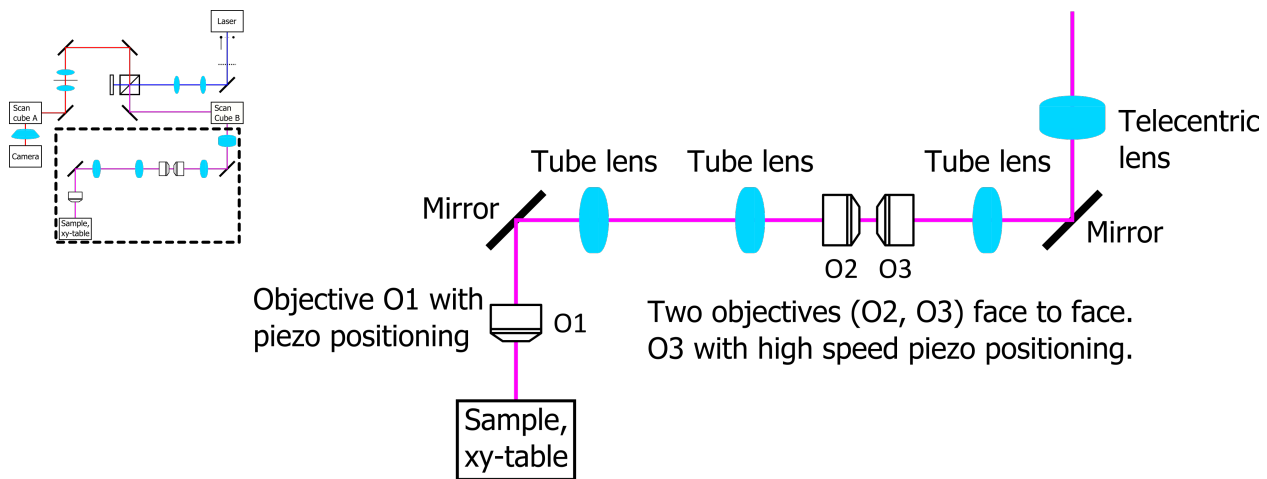 Laser
Scan
cube A
Scan
Cube B
Camera
Sample,
xy-table
Telecentric
lens
Tube lens
Tube lens
Tube lens
Mirror
Mirror
O2
O3
Objective O1 with
piezo positioning
O1
Two objectives (O2, O3) face to face.
O3 with high speed piezo positioning.
Sample,
xy-table